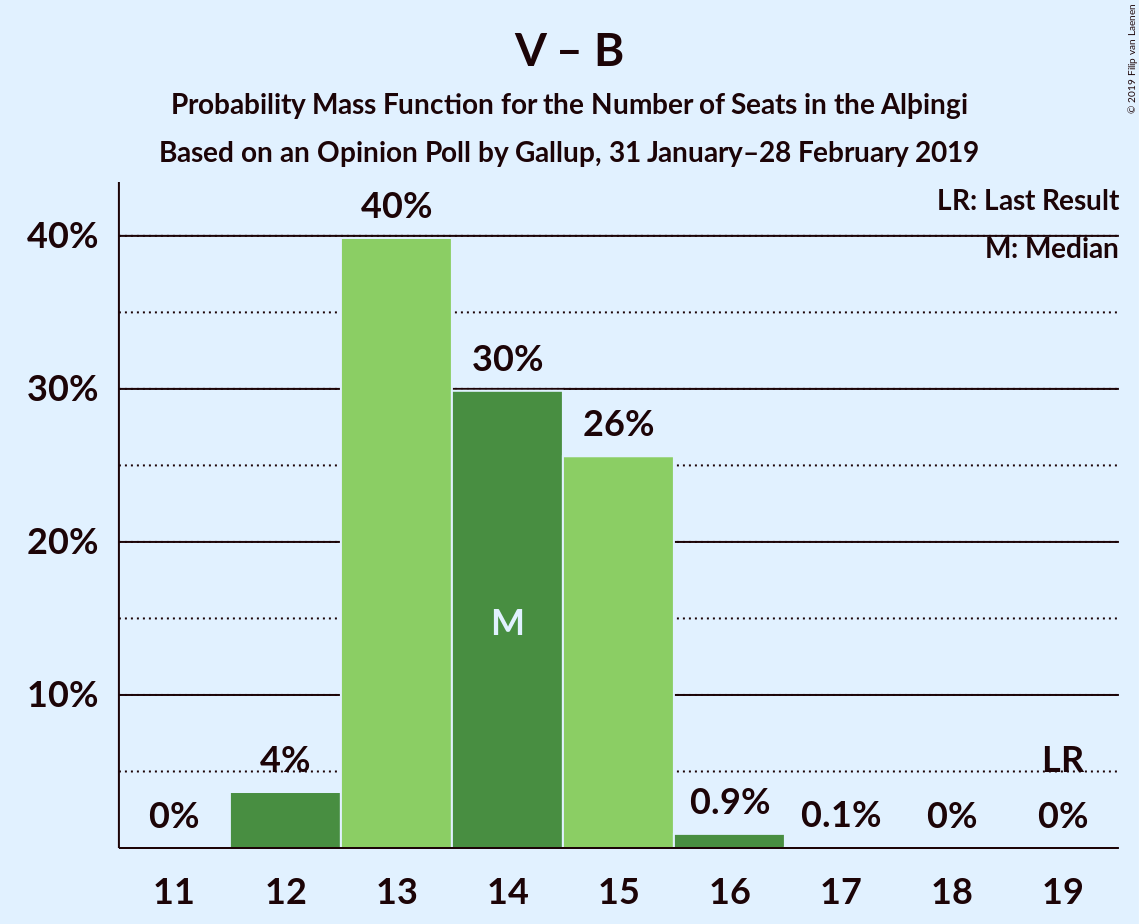 V – B
Probability Mass Function for the Number of Seats in the Alþingi
Based on an Opinion Poll by Gallup, 31 January–28 February 2019
© 2019 Filip van Laenen
LR: Last Result
M: Median
40%
30%
20%
10%
0%
4%
40%
30%
26%
0.9%
0.1%
0%
LR
0%
M
11 12 13 14 15 16 17 18 19